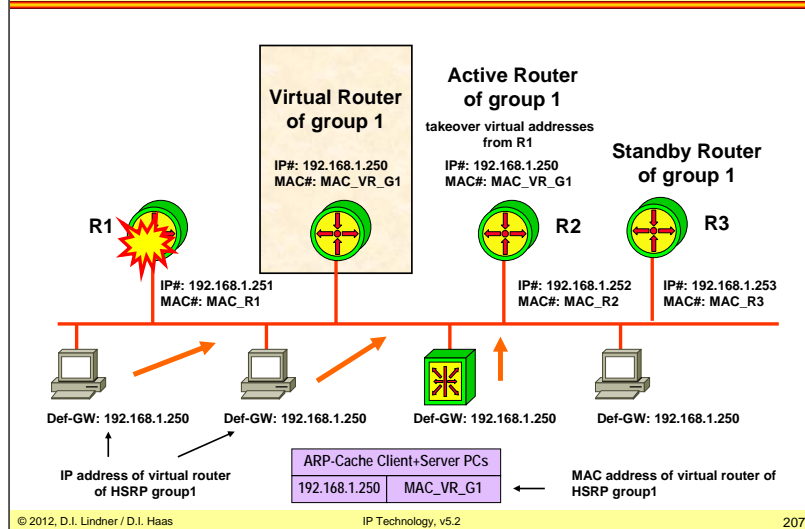 Virtual Router
of group 1
IP#: 192.168.1.250
MAC#: MAC_VR_G1
Active Router
of group 1
takeover virtual addresses
from R1
IP#: 192.168.1.250
MAC#: MAC_VR_G1
Standby Router
of group 1
R1
R2
R3
IP#: 192.168.1.251
MAC#: MAC_R1
IP#: 192.168.1.252
MAC#: MAC_R2
IP#: 192.168.1.253
MAC#: MAC_R3
Def-GW: 192.168.1.250
Def-GW: 192.168.1.250
Def-GW: 192.168.1.250
Def-GW: 192.168.1.250
IP address of virtual router
of HSRP group1
ARP-Cache Client+Server PCs
192.168.1.250 MAC_VR_G1
MAC address of virtual router of
HSRP group1
© 2012, D.I. Lindner / D.I. Haas
IP Technology, v5.2
207